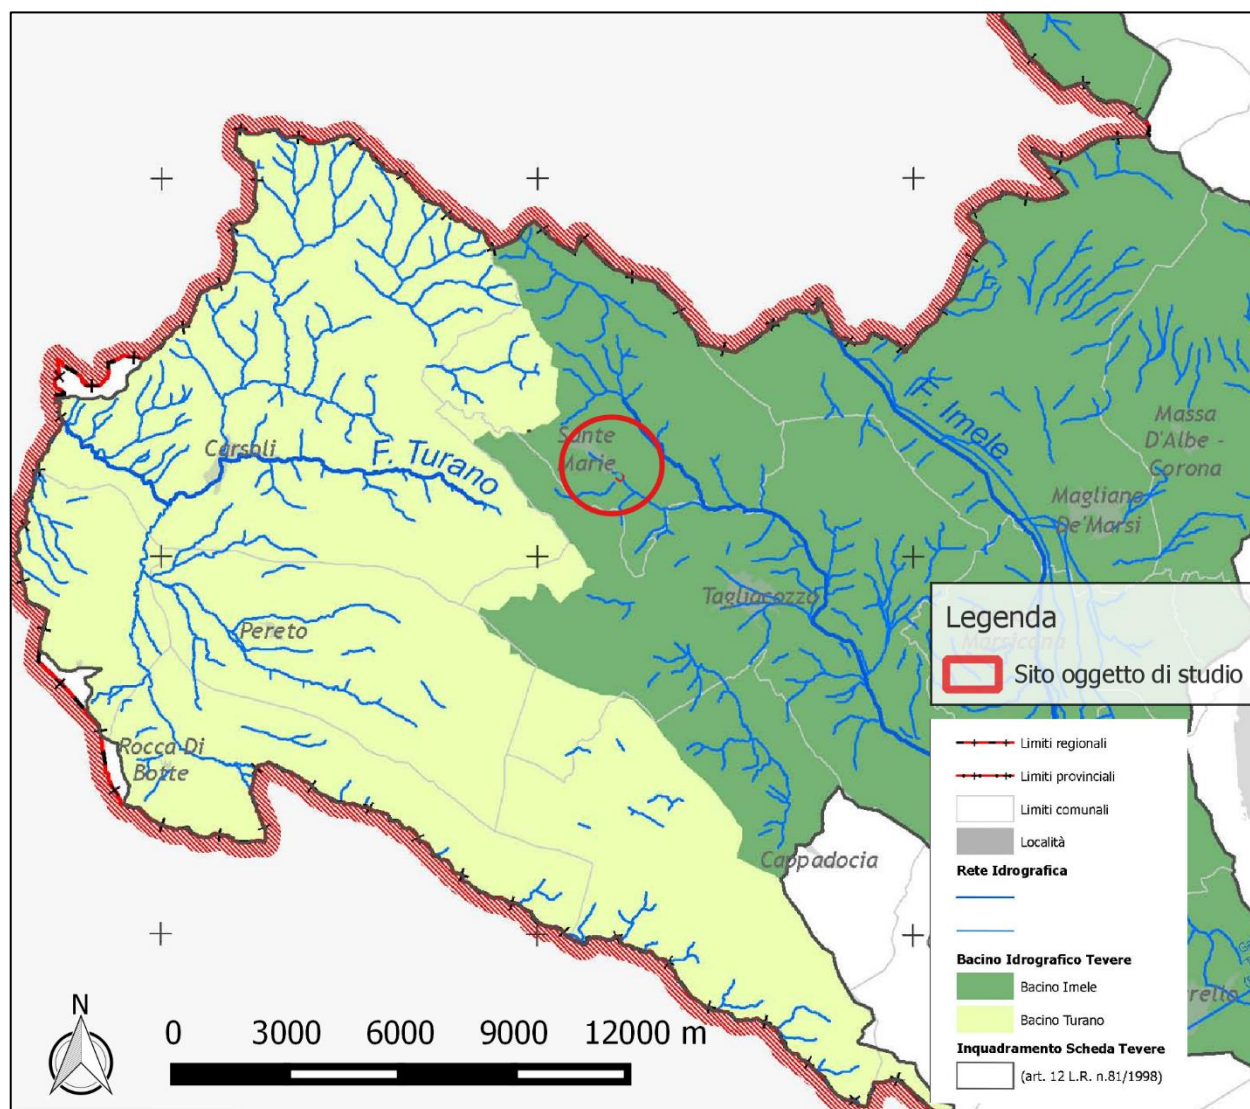 F. Imele
Massa
D'Albe -
Corona
Sante
Marie
Carsoli
F. Turano
Magliano
De'Marsi
Tagliacozzo
Pereto
Marsicana
Rocca Di
Botte
Cappadocia
Legenda
Sito oggetto di studio
Limiti regionali
Limiti provinciali
Limiti comunali
Località
Rete Idrografica
Bacino Idrografico Tevere
Bacino Imele
Bacino Turano
Inquadramento Scheda Tevere
(art. 12 L.R. n.81/1998)
rello
N
0 3000 6000 9000 12000 m